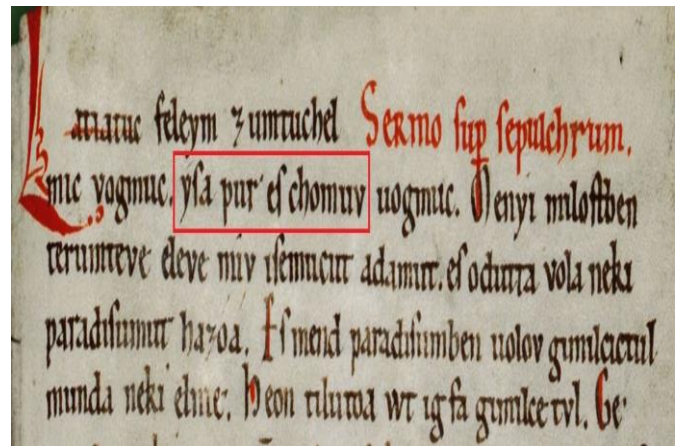 Latiatuc feleym zumtuchel Sermo ſup ſepulchrum.
mic vogmuc. yſa pur eſ chomuv uogmuc. Menyi miloſtben
terumteve eleve miv iſemucut adamut. eſ odutta vola neki
paradiſumut hazoa. Eſ mend paradiſumben uolov gimilcictul
munda neki elnie. Heon tilutoa wt ig fa gimilce tvl. Ge